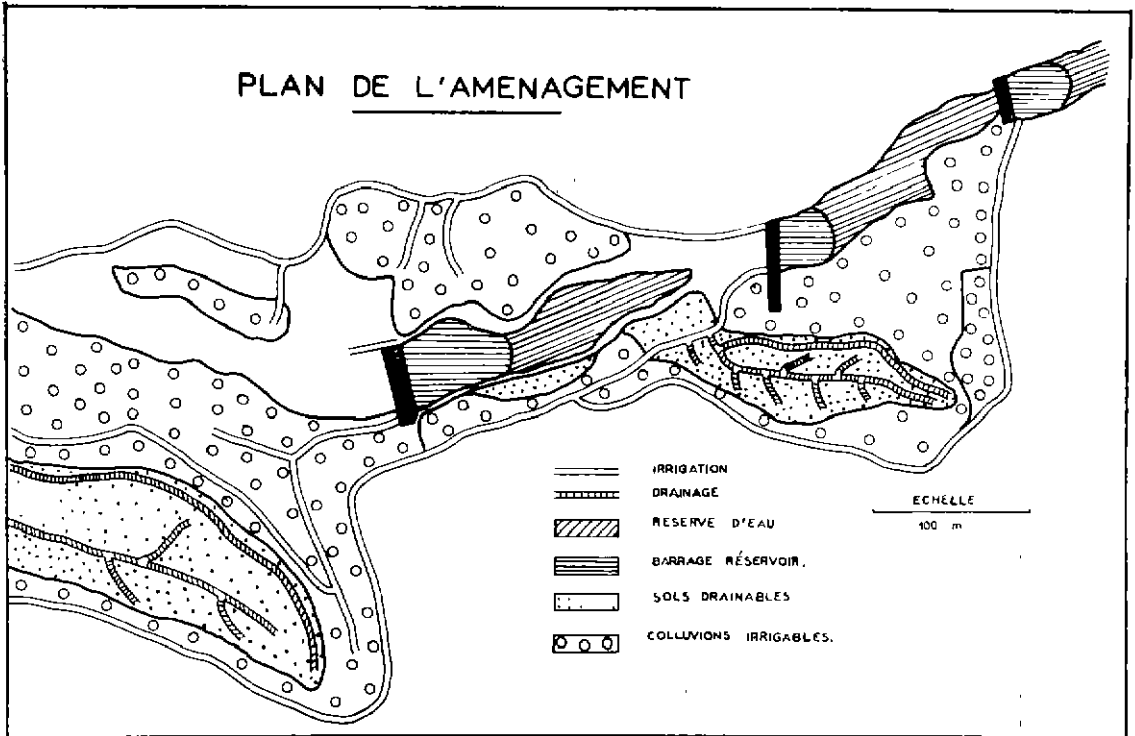 PLAN DE L'AMENAGEMENT
IRRIGATION
DRAINAGE
RESERVE D'EAU
BARRAGE RÉSERVOIR.
SOLS DRAINABLES
COLLUVIONS IRRIGABLES.
ECHELLE
100 m